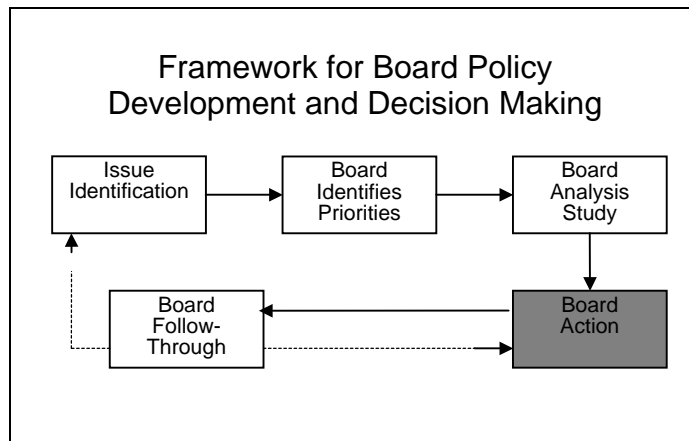 Framework for Board Policy
Development and Decision Making
Issue
Identification
Board
Identifies
Priorities
Board
Analysis
Study
Board
Follow-
Through
Board
Action